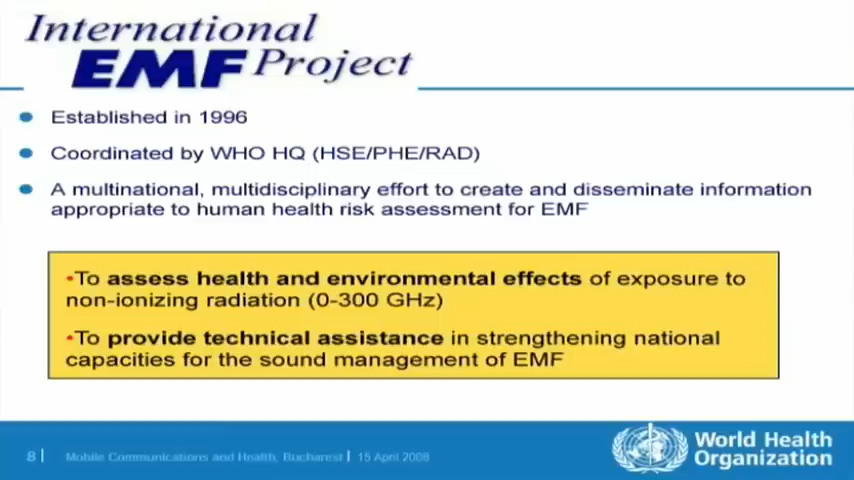 International
EMF Project
Established in 1996
Coordinated by WHO HQ (HSE/PHE/RAD)
A multinational, multidisciplinary effort to create and disseminate information
appropriate to human health risk assessment for EMF
•To assess health and environmental effects of exposure to
non-ionizing radiation (0-300 GHz)
•To provide technical assistance in strengthening national
capacities for the sound management of EMF
8 | Mobile Communications and Health, Bucharest | 15 April 2008
World Health
Organization